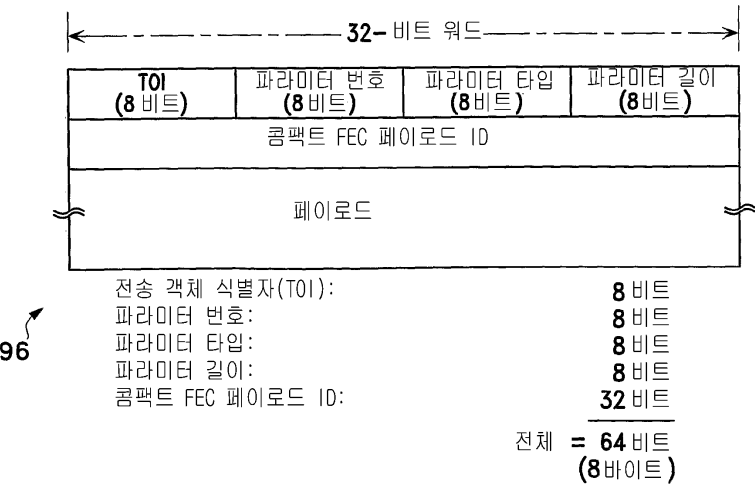 32-비트 워드
TOI 파라미터 번호 파라미터 타입 파라미터 길이
(8비트) (8비트) (8비트) (8비트)
콤팩트 FEC 페이로드 ID
페이로드
전송 객체 식별자(TOI): 8비트
파라미터 번호: 8비트
파라미터 타입: 8비트
파라미터 길이: 8비트
콤팩트 FEC 페이로드 ID: 32비트
전체 = 64비트
(8바이트)
96